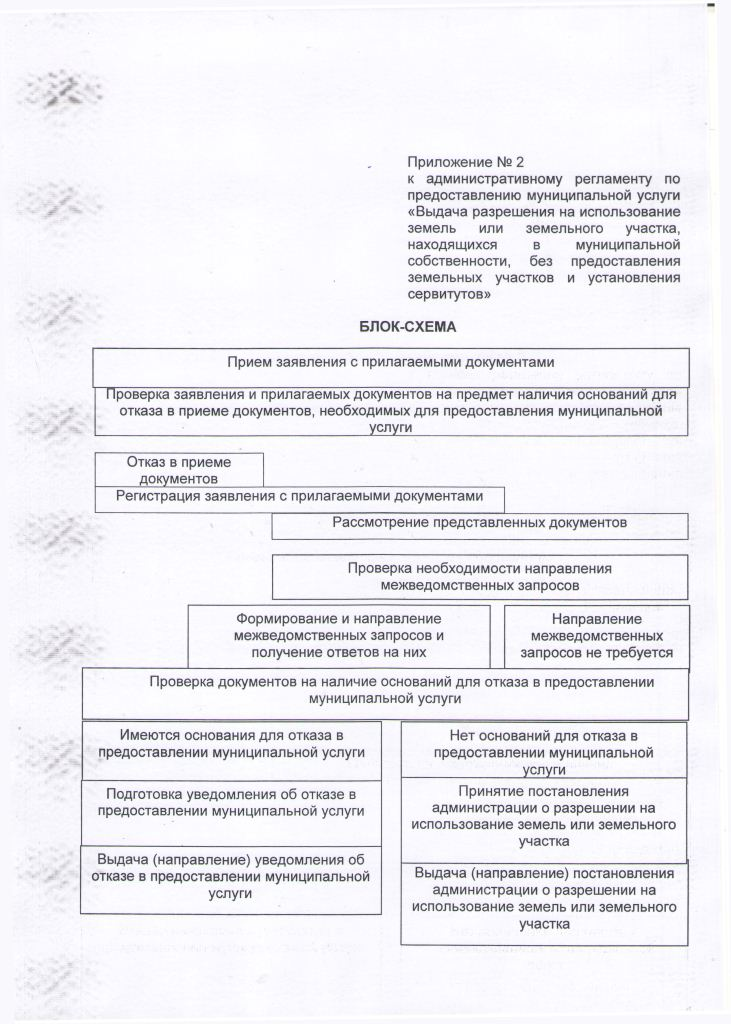 Приложение № 2
к административному регламенту по
предоставлению муниципальной услуги
«Выдача разрешения на использование
земель или земельного участка,
находящихся в муниципальной
собственности, без предоставления
земельных участков и установления
сервитутов»
БЛОК-СХЕМА
Прием заявления с прилагаемыми документами
Проверка заявления и прилагаемых документов на предмет наличия оснований для
отказа в приеме документов, необходимых для предоставления муниципальной
услуги
Отказ в приеме
документов
Регистрация заявления с прилагаемыми документами
Рассмотрение представленных документов
Проверка необходимости направления
межведомственных запросов
Формирование и направление
межведомственных запросов и
получение ответов на них
Направление
межведомственных
запросов не требуется
Проверка документов на наличие оснований для отказа в предоставлении
муниципальной услуги
Имеются основания для отказа в
предоставлении муниципальной услуги
Нет оснований для отказа в
предоставлении муниципальной
услуги
Подготовка уведомления об отказе в
предоставлении муниципальной услуги
Принятие постановления
администрации о разрешении на
использование земель или земельного
участка
Выдача (направление) уведомления об
отказе в предоставлении муниципальной
услуги
Выдача (направление) постановления
администрации о разрешении на
использование земель или земельного
участка